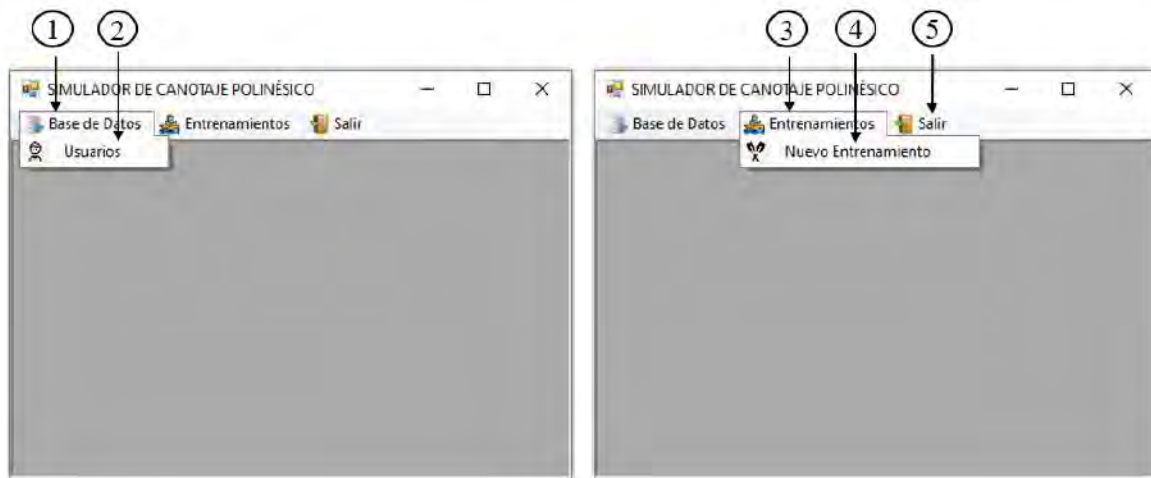 1 2
SIMULADOR DE CANOTAJE POLINÉSICO
Base de Datos Entrenamientos Salir
Usuarios
3 4 5
SIMULADOR DE CANOTAJE POLINÉSICO
Base de Datos Entrenamientos Salir
Nuevo Entrenamiento